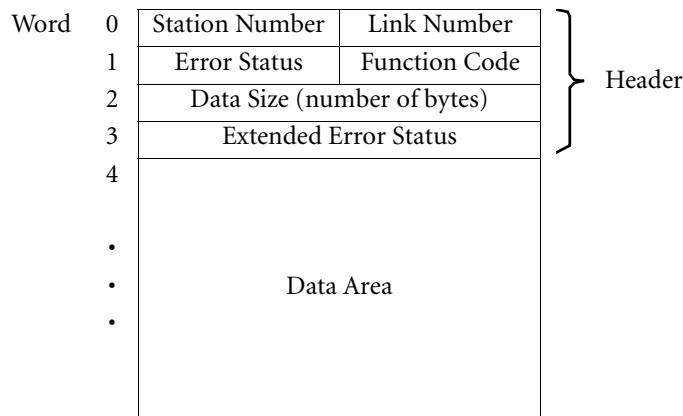 Word 0 Station Number Link Number
1 Error Status Function Code
Header
2 Data Size (number of bytes)
3 Extended Error Status
4
.
. Data Area
.